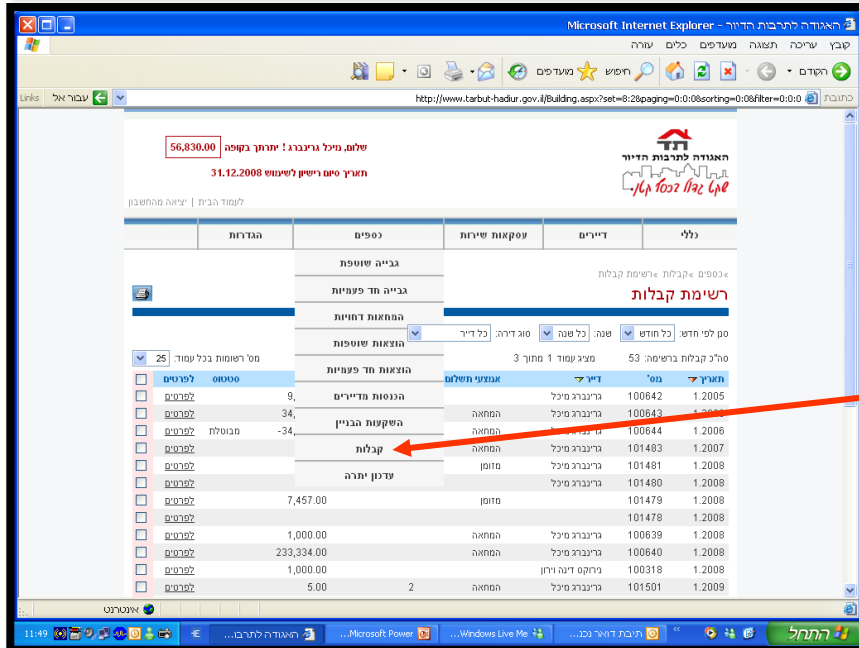 האגודה לתרבות הדיור - Microsoft Internet Explorer
קובץ עריכה תצוגה מועדפים כלים עזרה
הקודם חיפוש מועדפים
כתובת http://www.tarbut-hadiur.gov.il/Building.aspx?set=8:2&paging=0:0:0&sorting=0:0&filter=0:0:0 עבור אל Links
תד
האגודה לתרבות הדיור
שקט גדול בכסף קטן.
שלום, מיכל גרינברג ! יתרתך בקופה 56,830.00
תאריך סיום רישיון לשימוש 31.12.2008
לעמוד הבית | יציאה מהחשבון
כללי דיירים עסקאות שירות כספים הגדרות
גבייה שוטפת
גבייה חד פעמיות
המחאות דחויות
הוצאות שוטפות
הוצאות חד פעמיות
הכנסות מדיירים
השקעות הבניין
קבלות
עדכון יתרה
»כספים »קבלות »רשימת קבלות
רשימת קבלות
סנן לפי חדש: כל חודש שנה: כל שנה סוג דירה: כל דייר
סה"כ קבלות ברשימה: 53 מציג עמוד 1 מתוך 3 מס' רשומות בכל עמוד: 25
תאריך מס' דייר אמצעי תשלום סטטוס לפרטים
1.2005 100642 גרינברג מיכל 9, לפרטים
100643 גרינברג מיכל המחאה 34, לפרטים
1.2006 100644 גרינברג מיכל המחאה -34, מבוטלת לפרטים
1.2007 101483 גרינברג מיכל המחאה לפרטים
1.2008 101481 גרינברג מיכל מזומן לפרטים
1.2008 101480 גרינברג מיכל לפרטים
1.2008 101479 מזומן 7,457.00 לפרטים
1.2008 101478 לפרטים
1.2008 100639 גרינברג מיכל המחאה 1,000.00 לפרטים
1.2008 100640 גרינברג מיכל המחאה 233,334.00 לפרטים
1.2008 100318 נירוקס דינה וירון 1,000.00 לפרטים
1.2009 101501 גרינברג מיכל המחאה 2 5.00 לפרטים
אינטרנט
התחל תיבת דואר נכנ... Windows Live Me... Microsoft Power... האגודה לתרבו... E 11:49